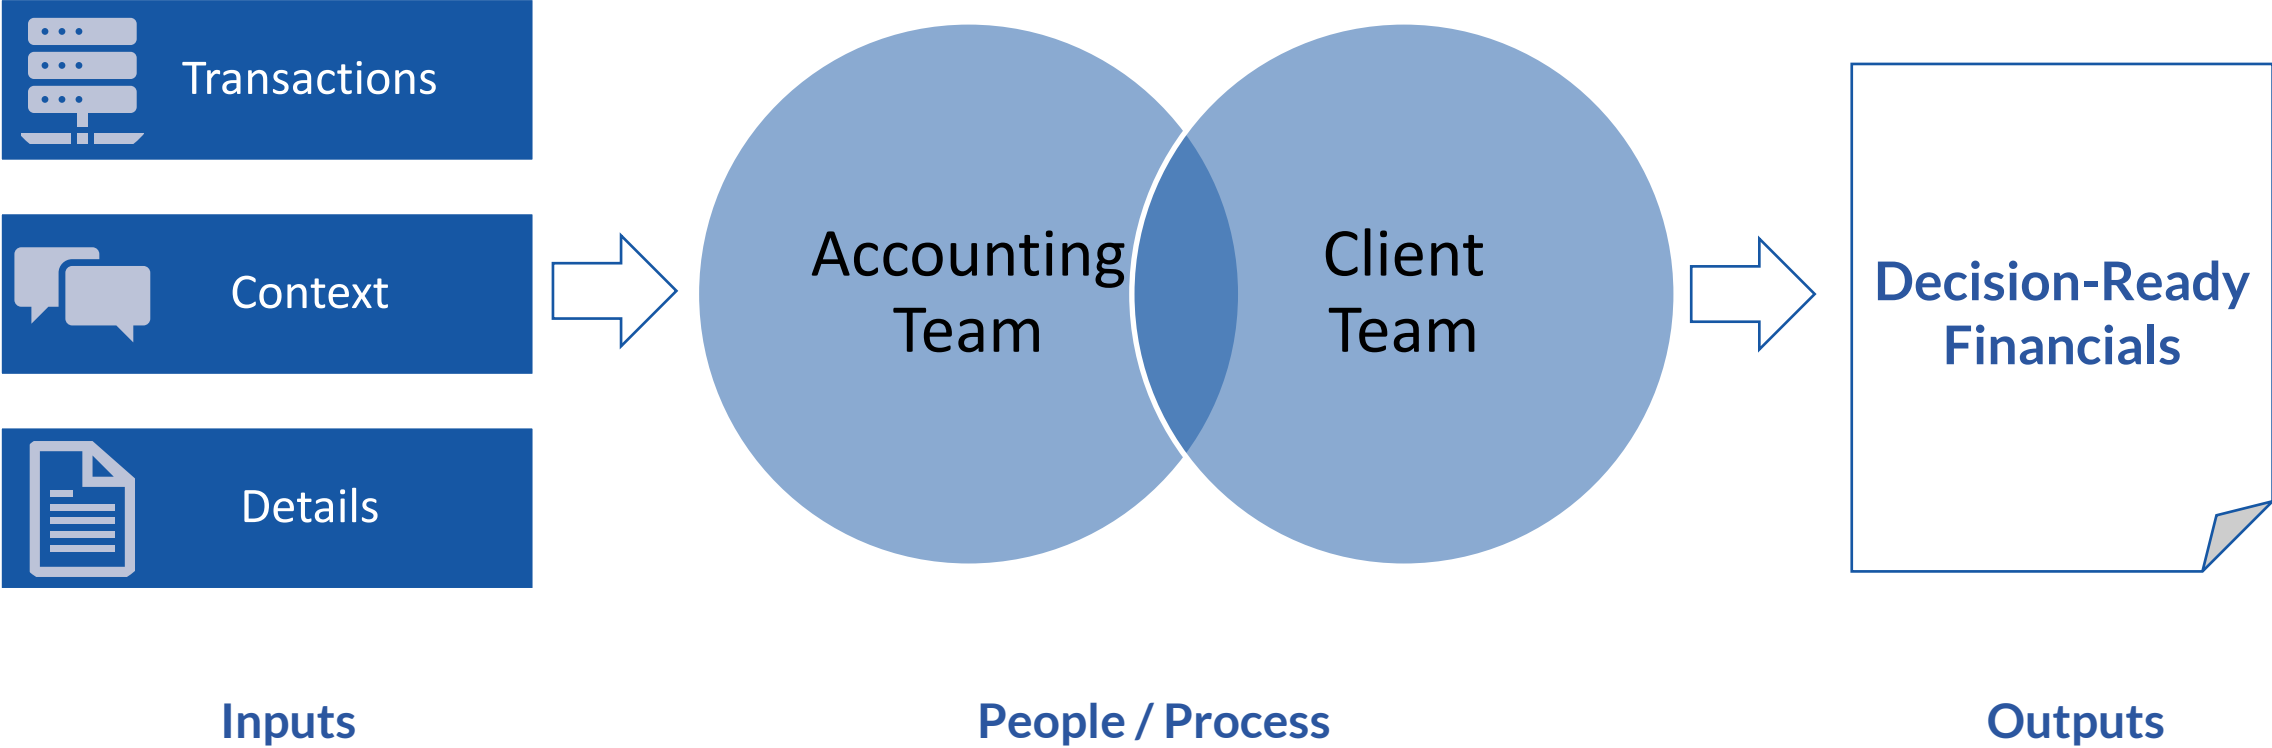 Transactions
Context
Details
Accounting
Team
Client
Team
Decision-Ready
Financials
Inputs
People / Process
Outputs